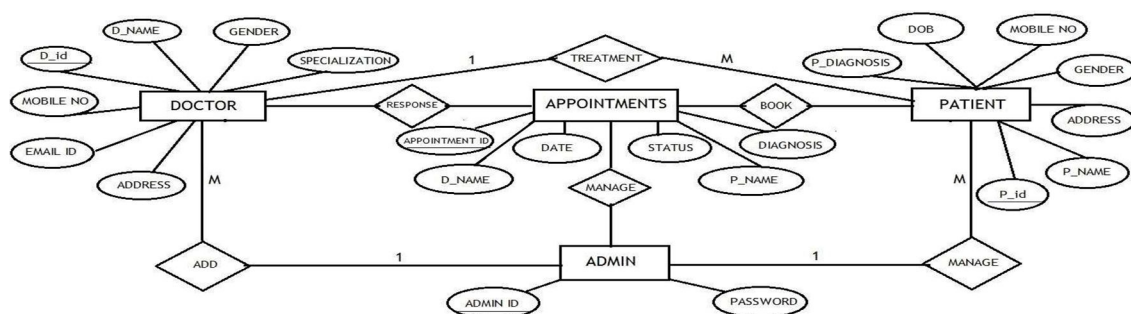 D_NAME
GENDER
D_id
SPECIALIZATION
MOBILE NO
DOCTOR
EMAIL ID
ADDRESS
1
TREATMENT
M
RESPONSE
APPOINTMENTS
BOOK
APPOINTMENT ID
DATE
STATUS
DIAGNOSIS
D_NAME
P_NAME
MANAGE
DOB
MOBILE NO
P_DIAGNOSIS
GENDER
PATIENT
ADDRESS
P_NAME
P_id
M
M
ADD
1
ADMIN
1
MANAGE
ADMIN ID
PASSWORD